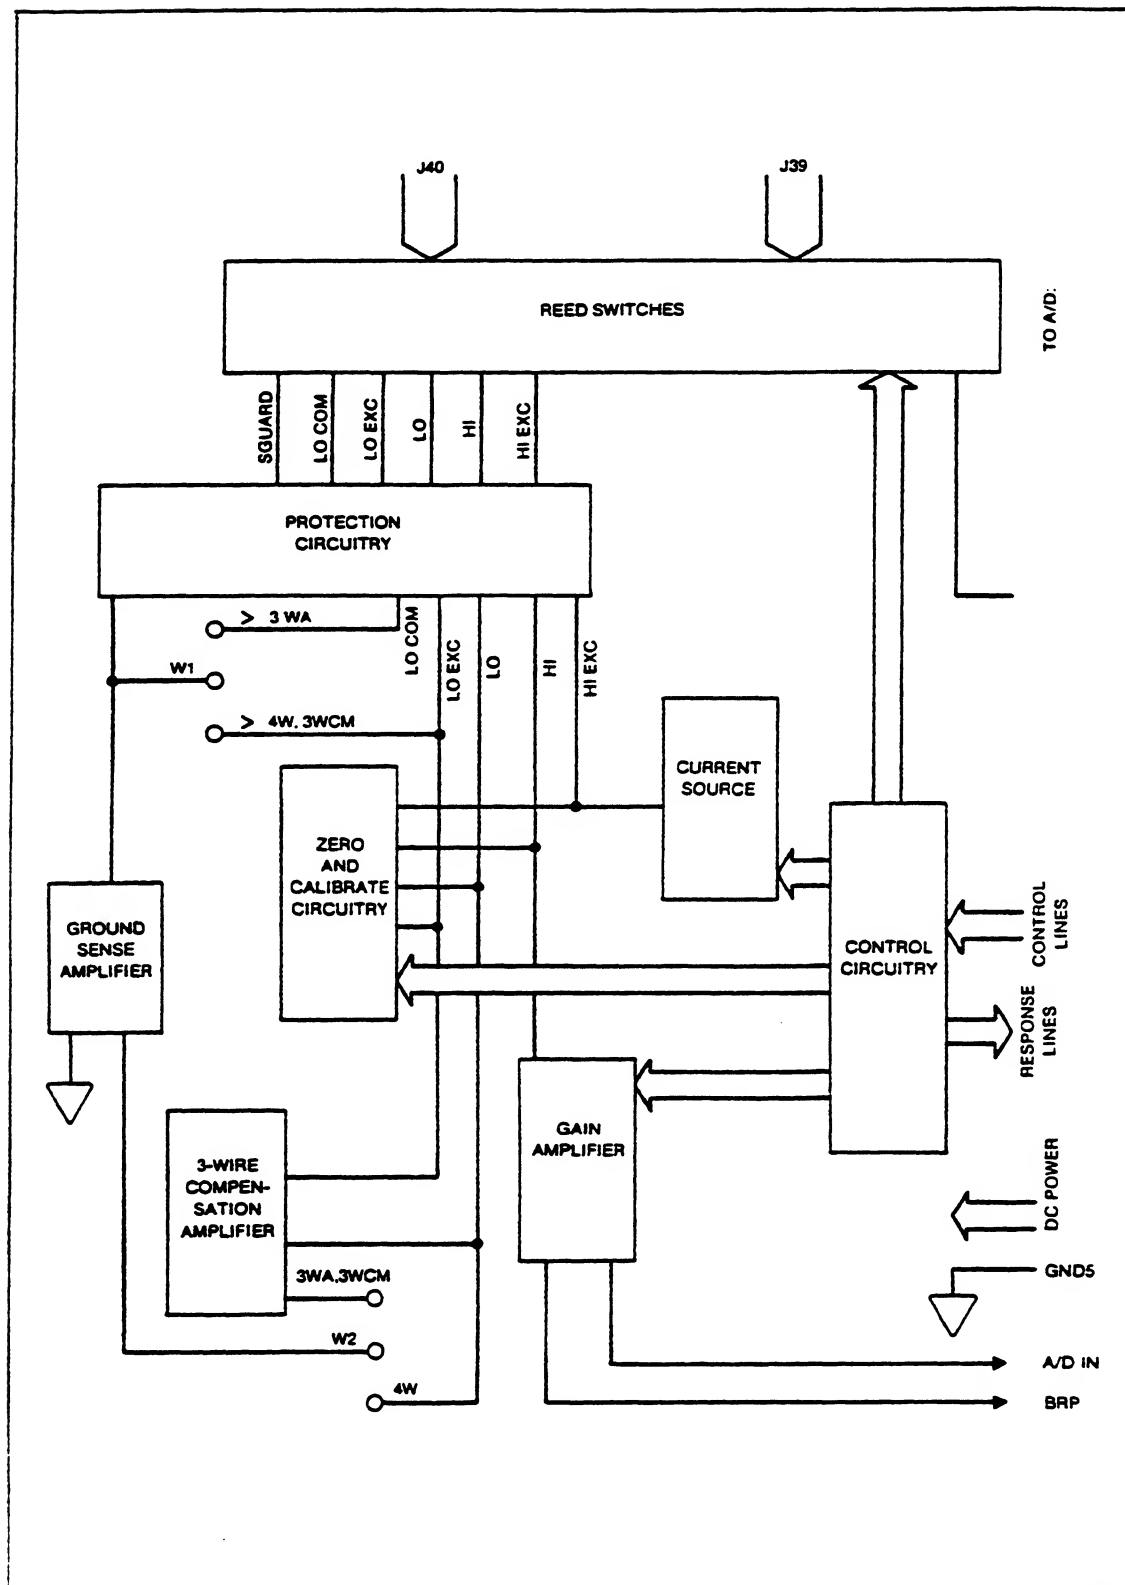 J40
J39
REED SWITCHES
TO A/D:
SGUARD
LO COM
LO EXC
LO
HI
HI EXC
PROTECTION
CIRCUITRY
> 3 WA
W1
> 4W, 3WCM
LO COM
LO EXC
LO
HI
HI EXC
CURRENT
SOURCE
ZERO
AND
CALIBRATE
CIRCUITRY
GROUND
SENSE
AMPLIFIER
CONTROL
CIRCUITRY
CONTROL
LINES
RESPONSE
LINES
GAIN
AMPLIFIER
3-WIRE
COMPEN-
SATION
AMPLIFIER
DC POWER
3WA,3WCM
GND5
W2
A/D IN
4W
BRP